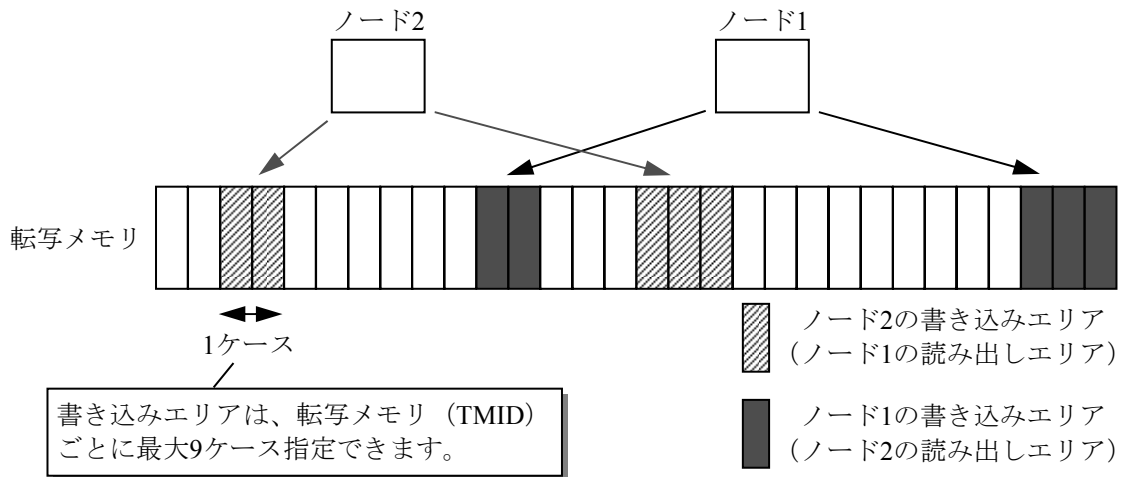 ノード2
ノード1
転写メモリ
1ケース
ノード2の書き込みエリア
（ノード1の読み出しエリア）
書き込みエリアは、転写メモリ（TMID）
ごとに最大9ケース指定できます。
ノード1の書き込みエリア
（ノード2の読み出しエリア）